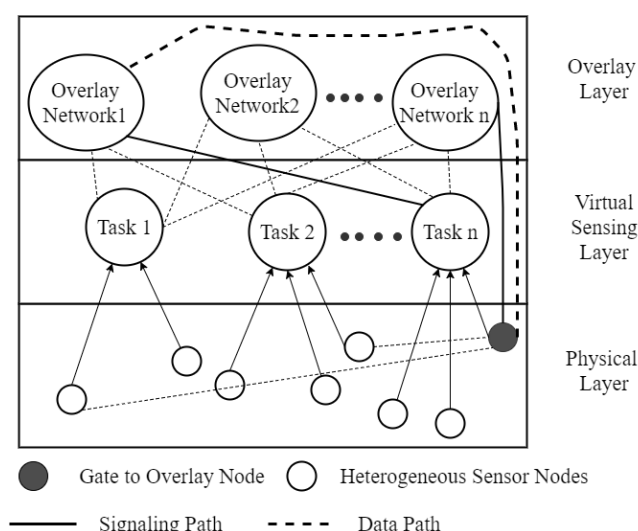 Overlay
Network1
Overlay
Network2
Overlay
Network n
Overlay
Layer
Task 1
Task 2
Task n
Virtual
Sensing
Layer
Physical
Layer
Gate to Overlay Node
Heterogeneous Sensor Nodes
Signaling Path
Data Path